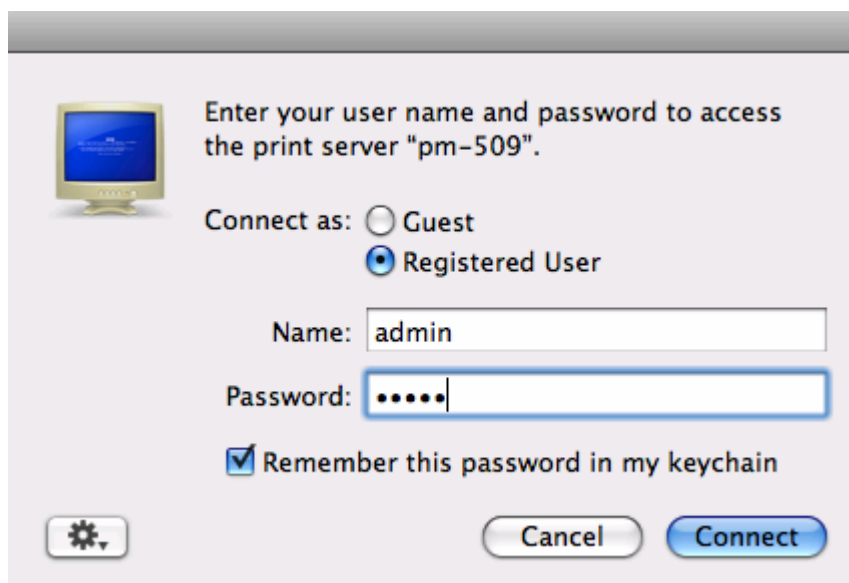 Enter your user name and password to access
the print server “pm-509”.
Connect as: Guest
Registered User
Name: admin
Password: •••••
Remember this password in my keychain
Cancel Connect